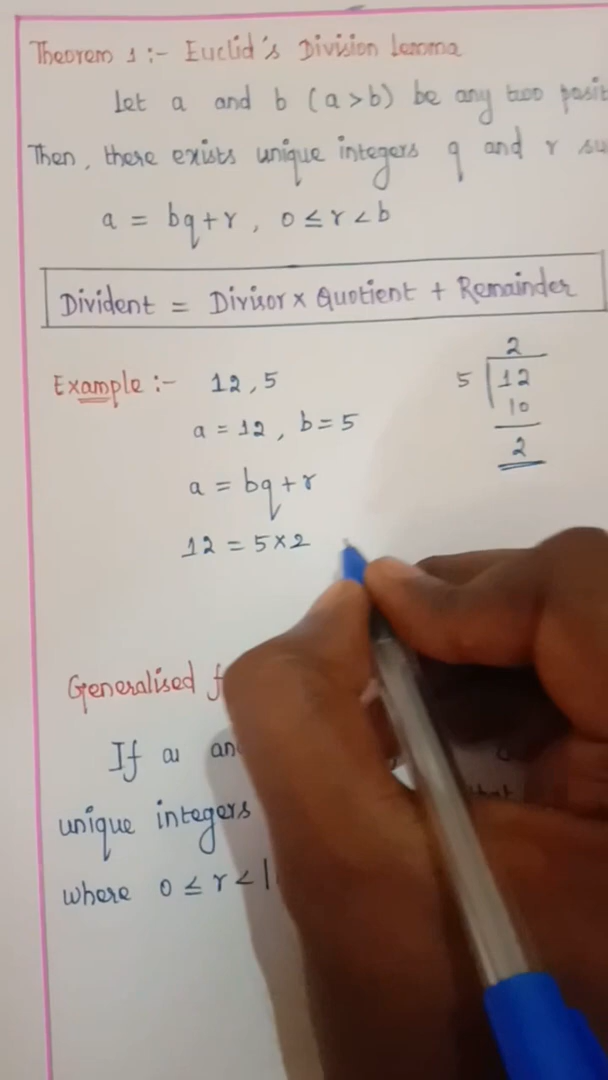 Theorem 1 :- Euclid's Division Lemma
Let a and b (a > b) be any two posit
Then, there exists unique integers q and r su
a = bq + r , 0 ≤ r < b
Divident = Divisor × Quotient + Remainder
Example :- 12, 5
a = 12 , b = 5
a = bq + r
12 = 5 × 2
2
5 12
10
2
Generalised f
If a an
unique integers
where 0 ≤ r < |